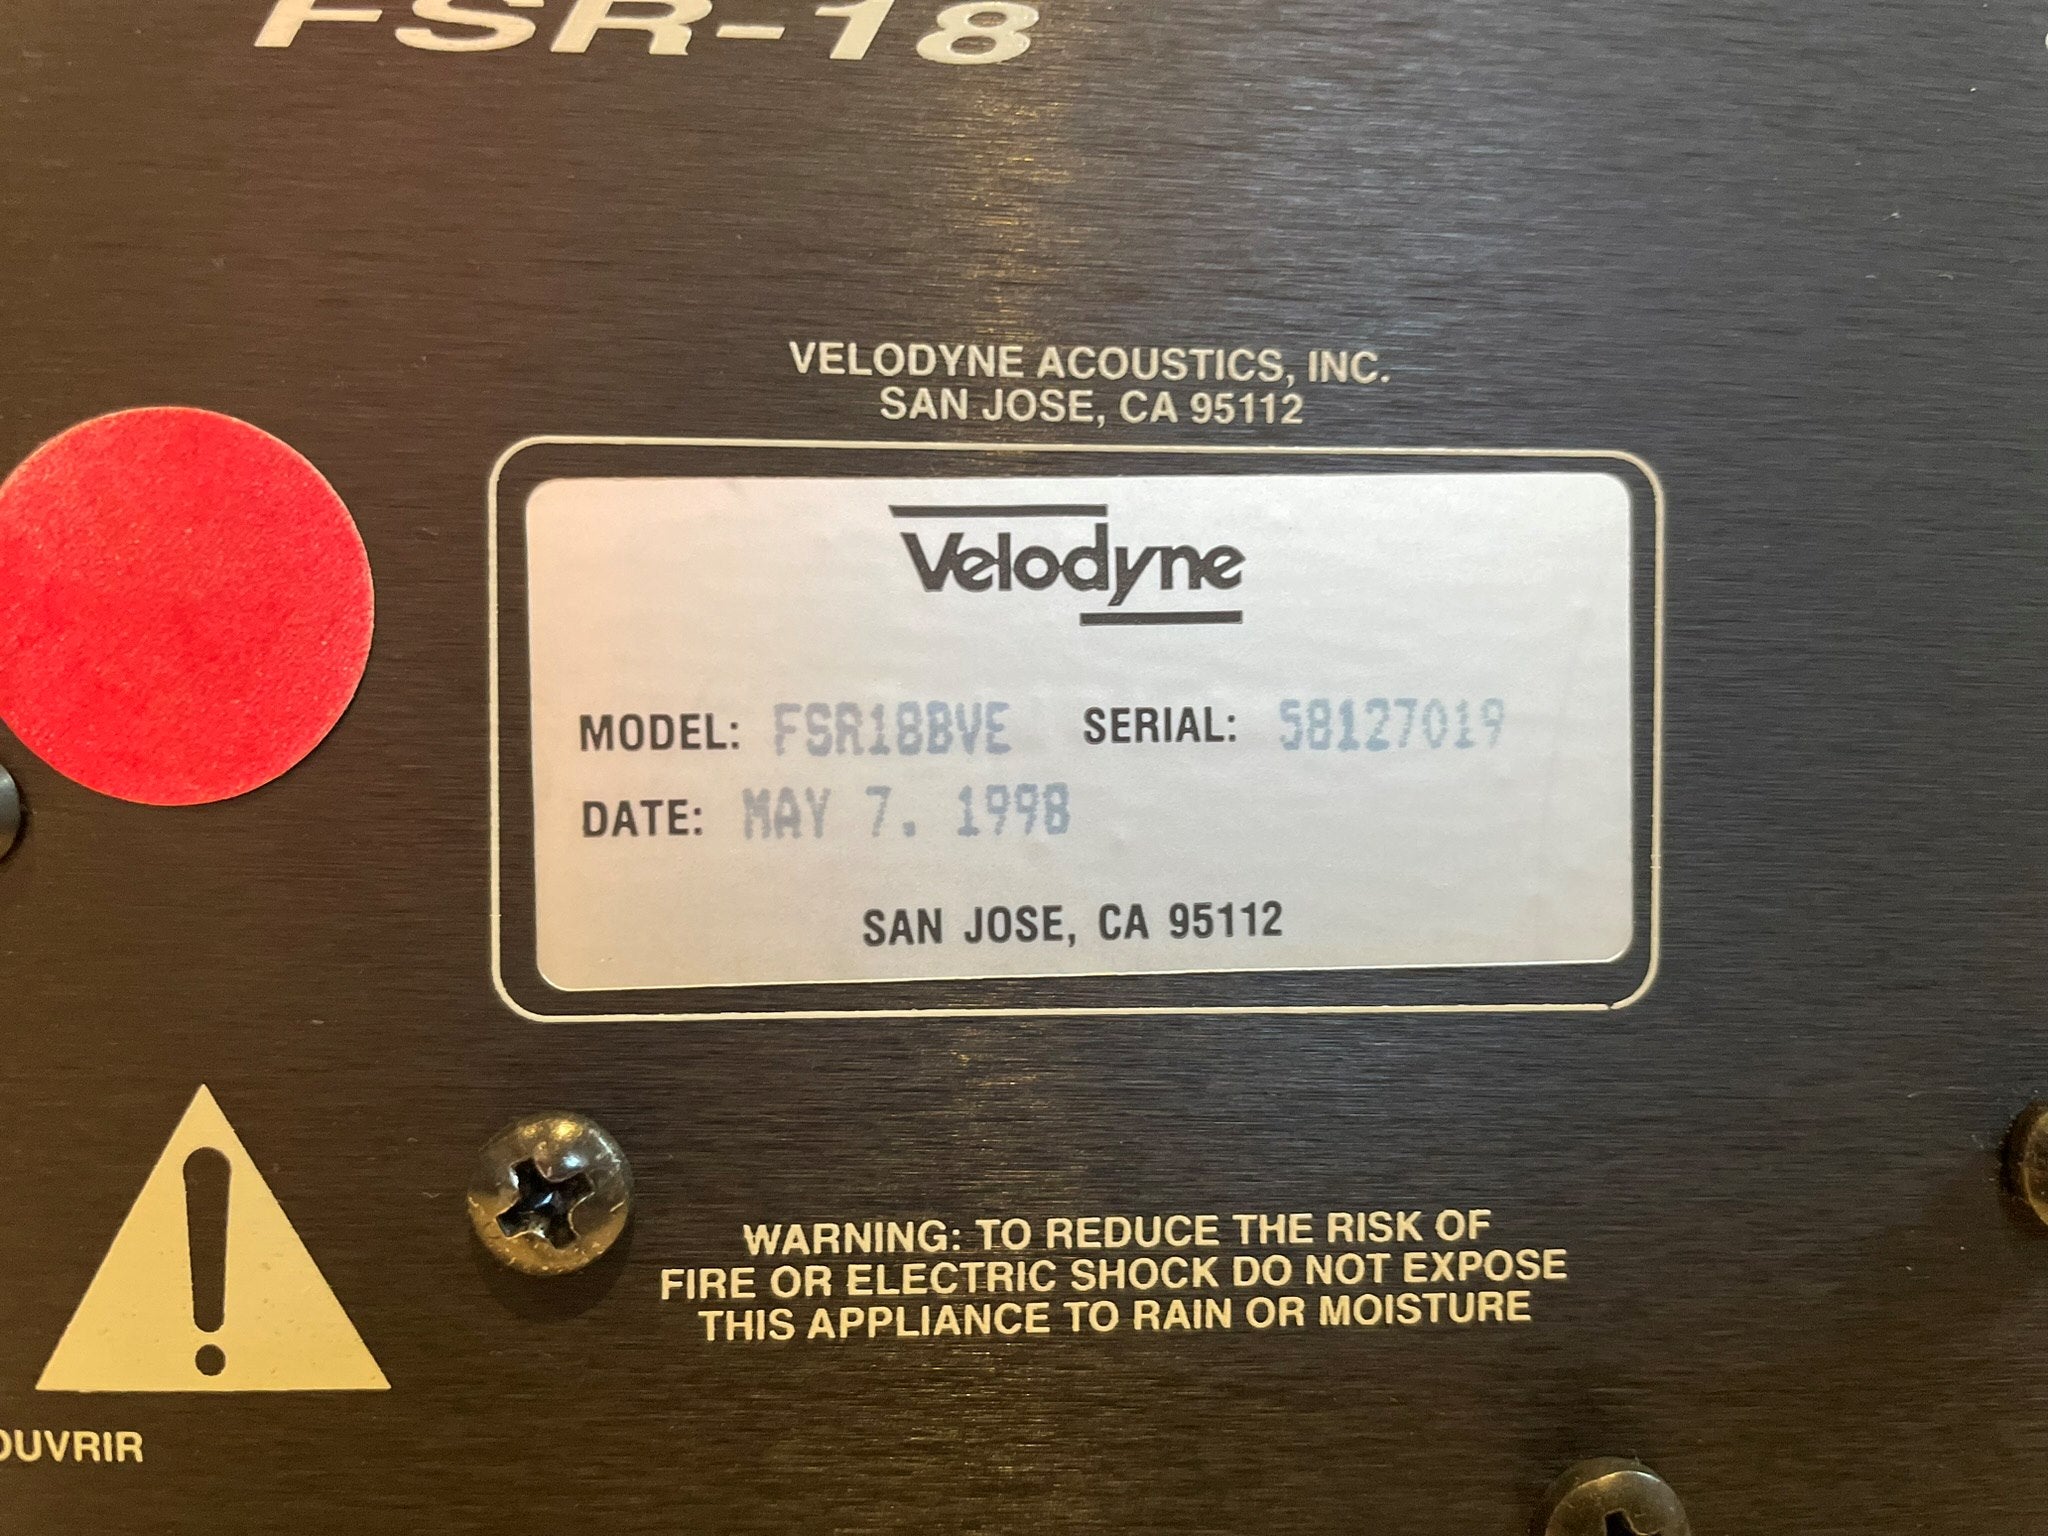 FSR-18
VELODYNE ACOUSTICS, INC.
SAN JOSE, CA 95112
Velodyne
MODEL: FSR18BVE SERIAL: 58127019
DATE: MAY 7. 1998
SAN JOSE, CA 95112
WARNING: TO REDUCE THE RISK OF
FIRE OR ELECTRIC SHOCK DO NOT EXPOSE
THIS APPLIANCE TO RAIN OR MOISTURE
OUVRIR